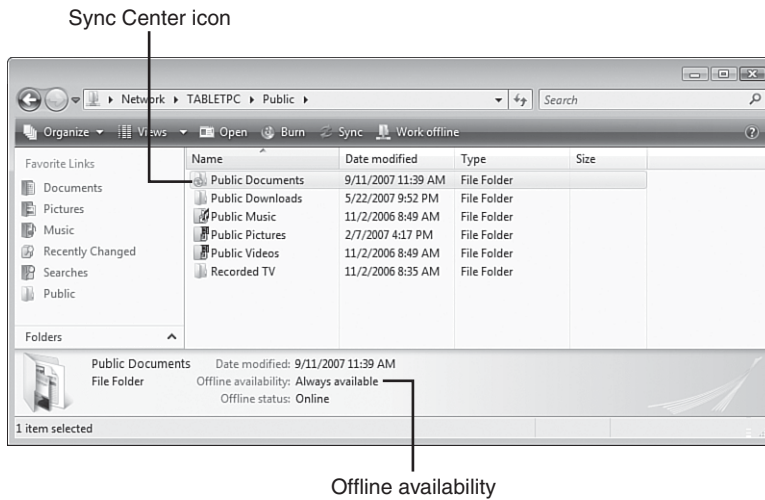 Sync Center icon
Network TABLETPC Public
Search
Organize Views Open Burn Sync Work offline
Favorite Links
Documents
Pictures
Music
Recently Changed
Searches
Public
Folders
Name Date modified Type Size
Public Documents 9/11/2007 11:39 AM File Folder
Public Downloads 5/22/2007 9:52 PM File Folder
Public Music 11/2/2006 8:49 AM File Folder
Public Pictures 2/7/2007 4:17 PM File Folder
Public Videos 11/2/2006 8:49 AM File Folder
Recorded TV 11/2/2006 8:35 AM File Folder
Public Documents Date modified: 9/11/2007 11:39 AM
File Folder Offline availability: Always available
Offline status: Online
1 item selected
Offline availability